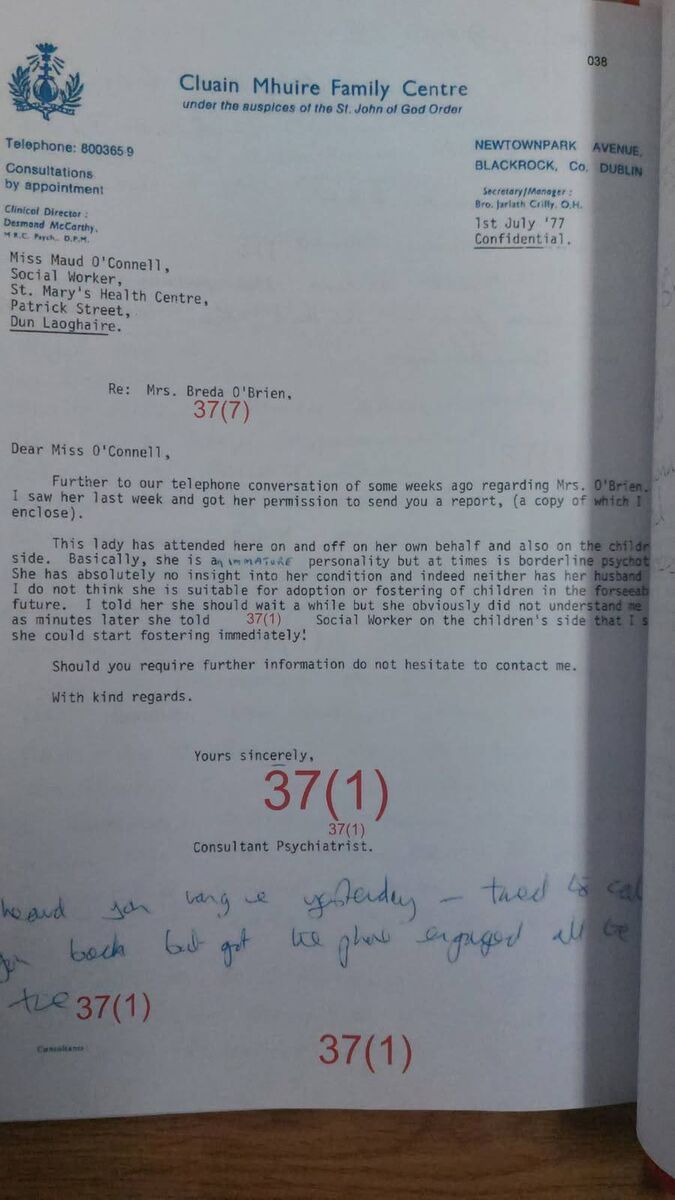 038
Cluain Mhuire Family Centre
under the auspices of the St. John of God Order
Telephone: 800365 9
Consultations
by appointment
Clinical Director :
Desmond McCarthy,
M.R.C. Psych., D.P.M.
NEWTOWNPARK AVENUE,
BLACKROCK, Co. DUBLIN
Secretary/Manager :
Bro. Jarlath Crilly, O.H.
1st July '77
Confidential.
Miss Maud O'Connell,
Social Worker,
St. Mary's Health Centre,
Patrick Street,
Dun Laoghaire.
Re: Mrs. Breda O'Brien,
37(7)
Dear Miss O'Connell,
Further to our telephone conversation of some weeks ago regarding Mrs. O'Brien.
I saw her last week and got her permission to send you a report, (a copy of which I
enclose).
This lady has attended here on and off on her own behalf and also on the childr
side. Basically, she is an IMMATURE personality but at times is borderline psychot
She has absolutely no insight into her condition and indeed neither has her husband
I do not think she is suitable for adoption or fostering of children in the forseeab
future. I told her she should wait a while but she obviously did not understand me
as minutes later she told 37(1) Social Worker on the children's side that I s
she could start fostering immediately!
Should you require further information do not hesitate to contact me.
With kind regards.
Yours sincerely,
37(1)
37(1)
Consultant Psychiatrist.
heard you rang me yesterday — tried to cal
you back but got the phone engaged all the
time 37(1)
Consultants
37(1)